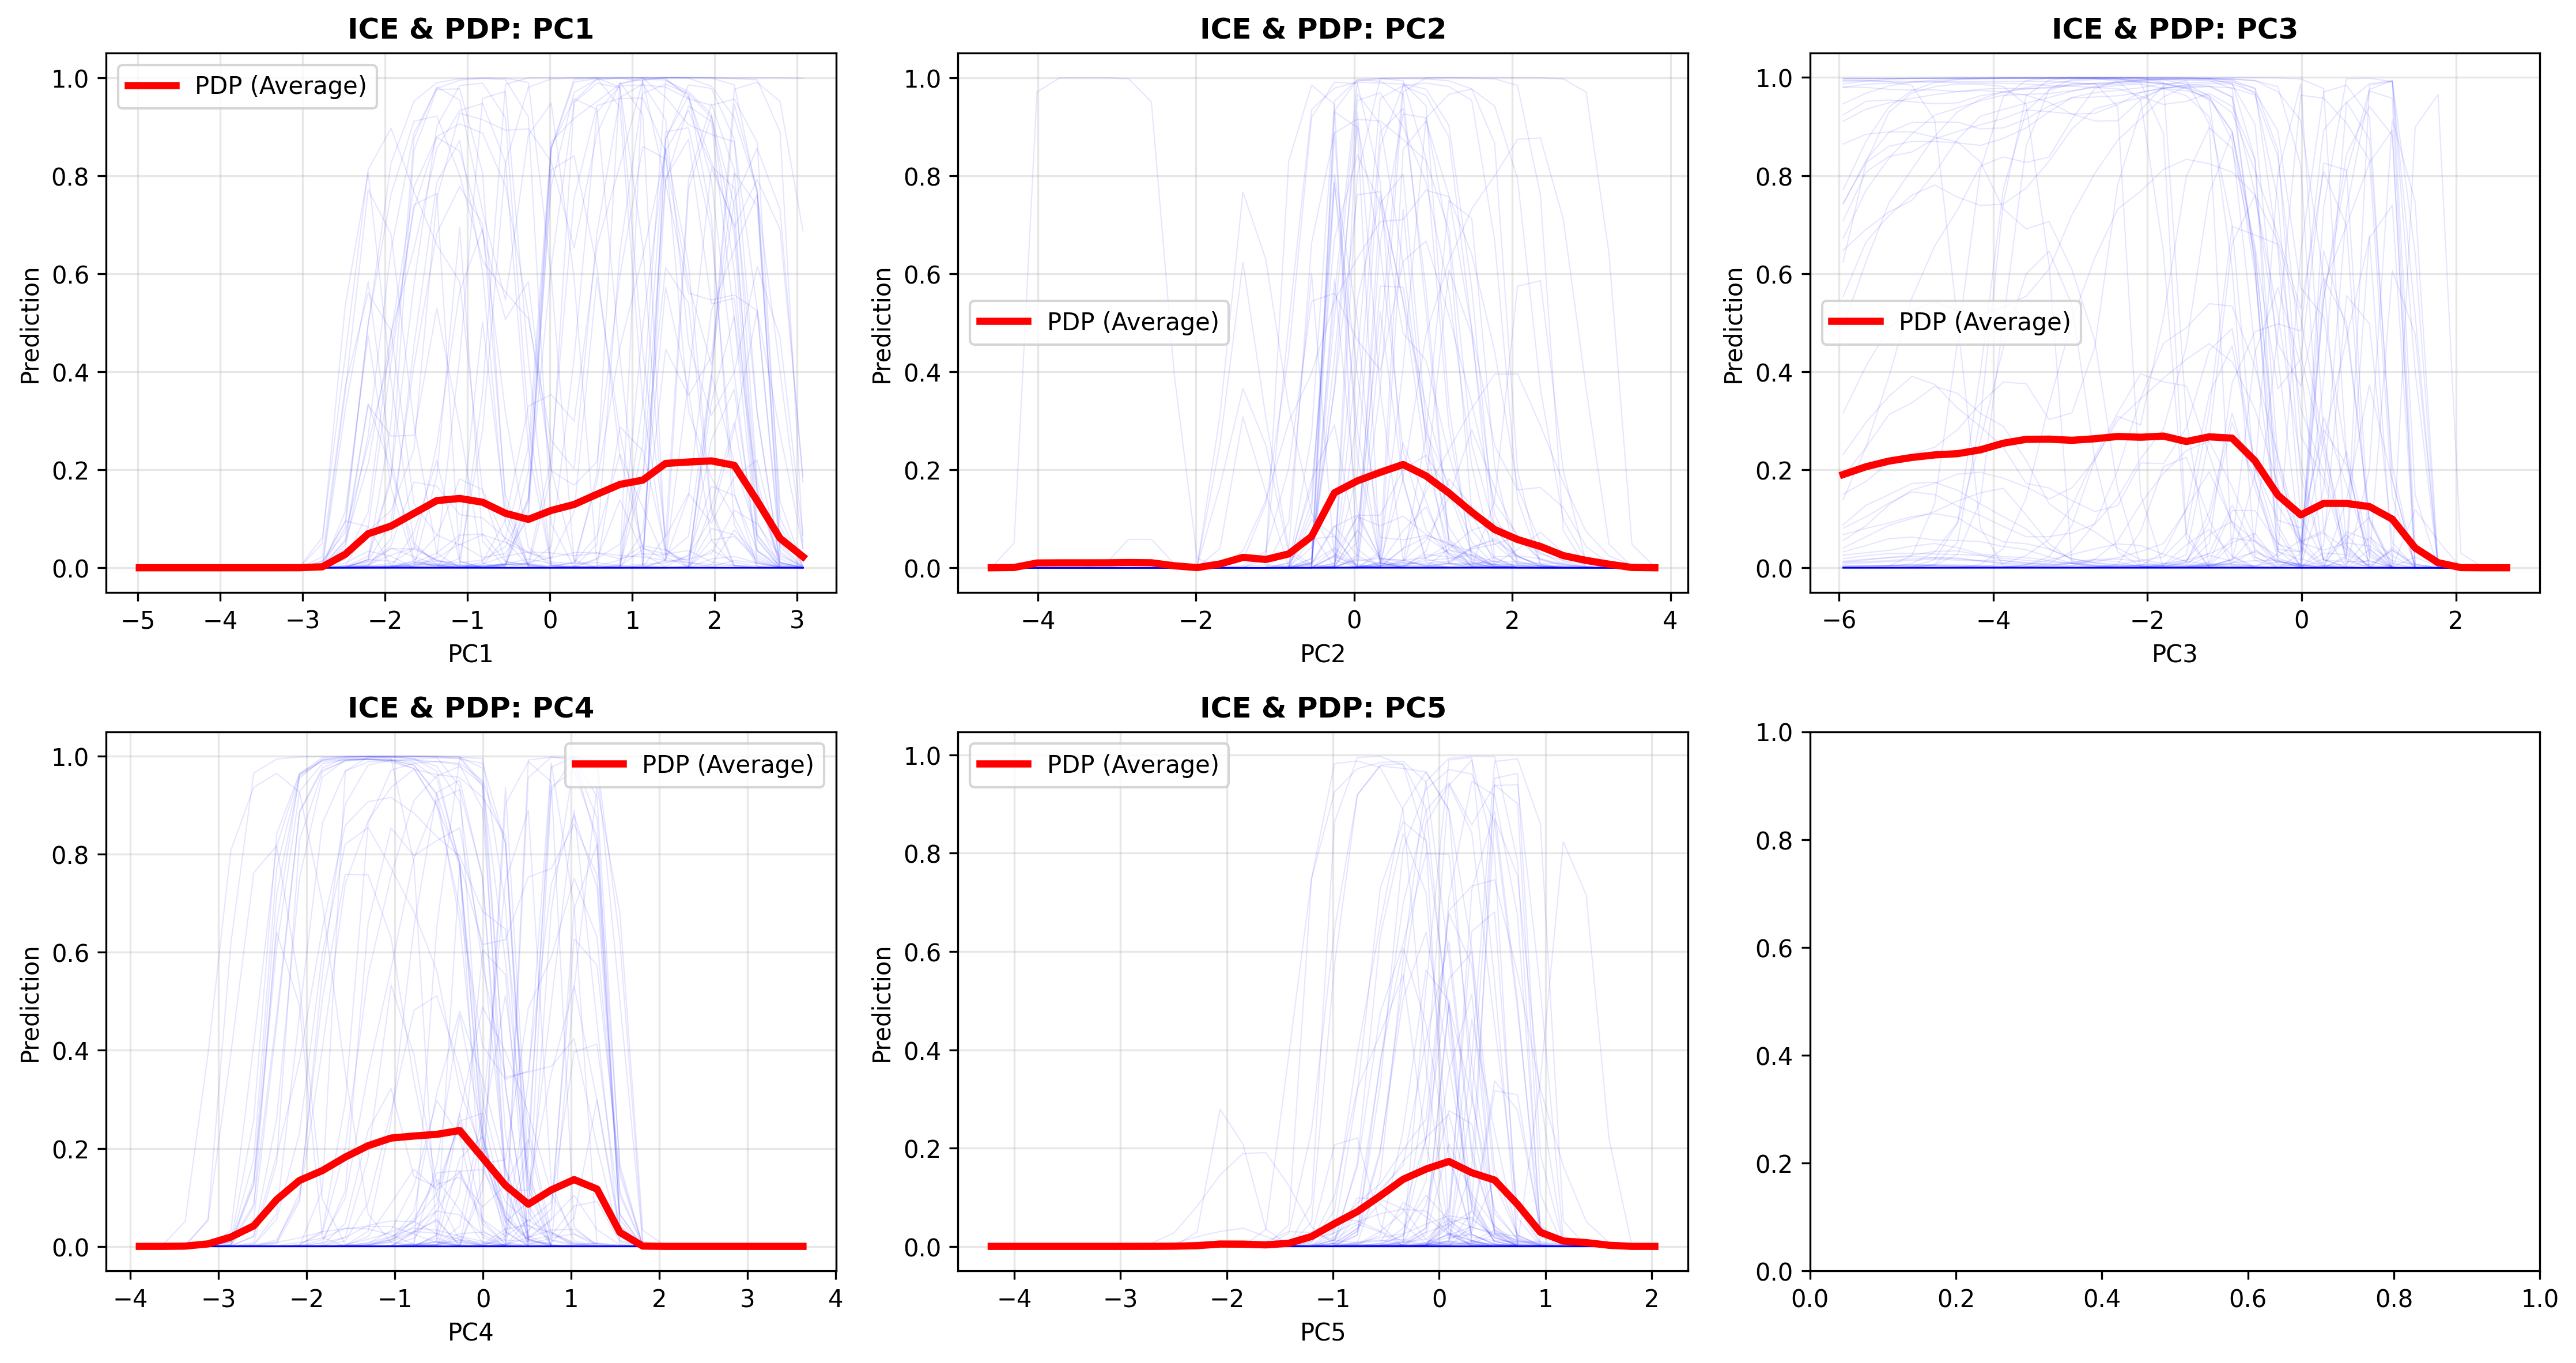 ICE & PDP: PC1
1.0
0.8
0.6
0.4
0.2
0.0
Prediction
PDP (Average)
−5 −4 −3 −2 −1 0 1 2 3
PC1
ICE & PDP: PC2
1.0
0.8
0.6
0.4
0.2
0.0
Prediction
PDP (Average)
−4 −2 0 2 4
PC2
ICE & PDP: PC3
1.0
0.8
0.6
0.4
0.2
0.0
Prediction
PDP (Average)
−6 −4 −2 0 2
PC3
ICE & PDP: PC4
1.0
0.8
0.6
0.4
0.2
0.0
Prediction
PDP (Average)
−4 −3 −2 −1 0 1 2 3 4
PC4
ICE & PDP: PC5
1.0
0.8
0.6
0.4
0.2
0.0
Prediction
PDP (Average)
−4 −3 −2 −1 0 1 2
PC5
1.0
0.8
0.6
0.4
0.2
0.0
0.0 0.2 0.4 0.6 0.8 1.0